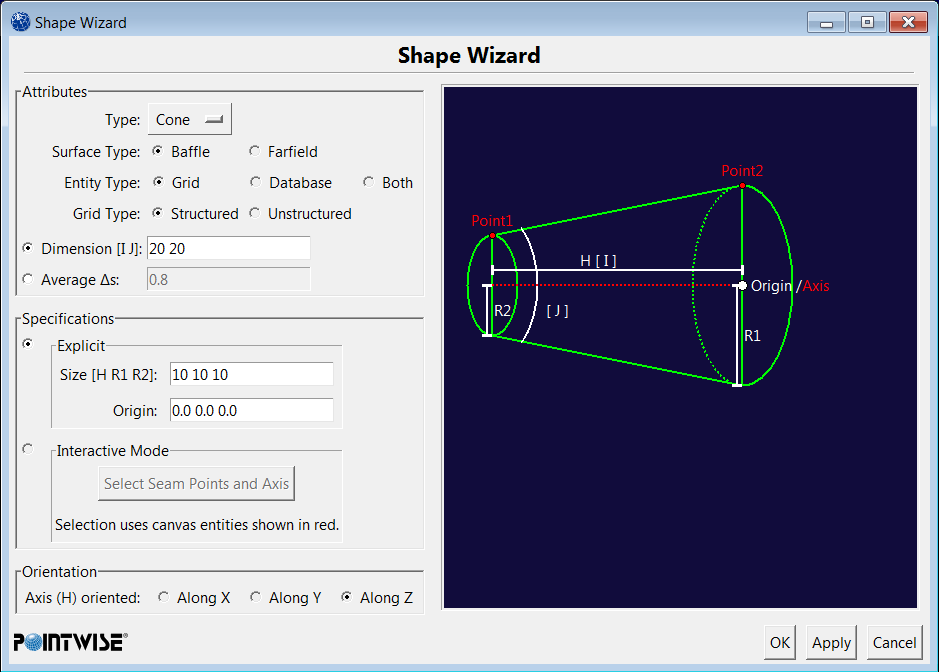 Shape Wizard
Shape Wizard
Attributes
Type: Cone
Surface Type: Baffle Farfield
Entity Type: Grid Database Both
Grid Type: Structured Unstructured
Dimension [I J]: 20 20
Average Δs: 0.8
Specifications
Explicit
Size [H R1 R2]: 10 10 10
Origin: 0.0 0.0 0.0
Interactive Mode
Select Seam Points and Axis
Selection uses canvas entities shown in red.
Orientation
Axis (H) oriented: Along X Along Y Along Z
POINTWISE®
Point2
Point1
H [ I ]
Origin /Axis
R2
[ J ]
R1
OK Apply Cancel